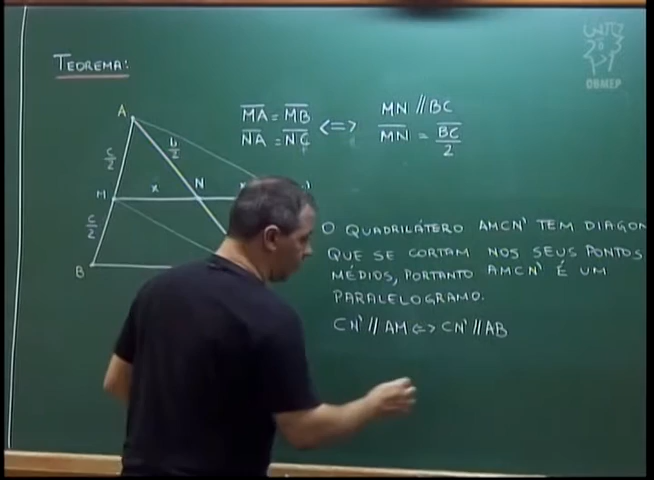 TEOREMA:
A
c/2
b/2
M
x
N
c/2
B
MA = MB
NA = NC
<=>
MN // BC
MN = BC/2
O QUADRILÁTERO AMCN' TEM DIAGON
QUE SE CORTAM NOS SEUS PONTOS
MÉDIOS, PORTANTO AMCN' É UM
PARALELOGRAMO.
CN' // AM <=> CN' // AB
OBMEP